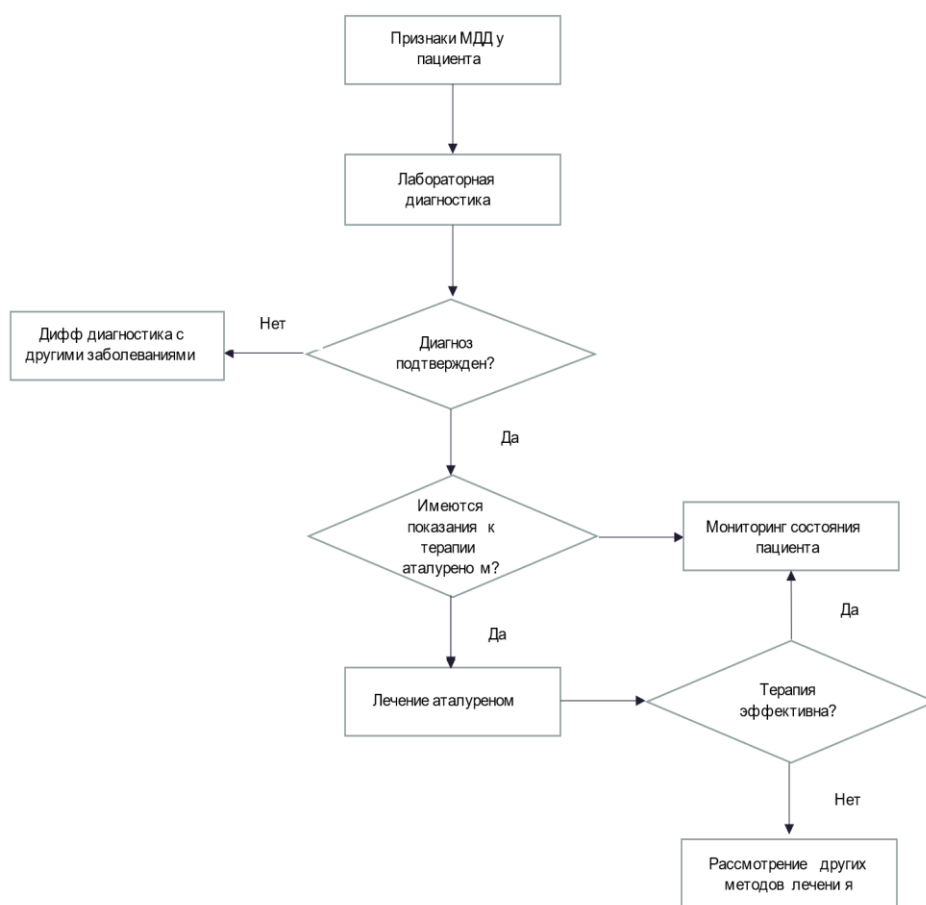 Признаки МДД у
пациента
Лабораторная
диагностика
Нет
Дифф диагностика с
другими заболеваниями
Диагноз
подтвержден?
Да
Имеются
показания к
терапии
аталурено м?
Мониторинг состояния
пациента
Да
Да
Лечение аталуреном
Терапия
эффективна?
Нет
Рассмотрение других
методов лечени я